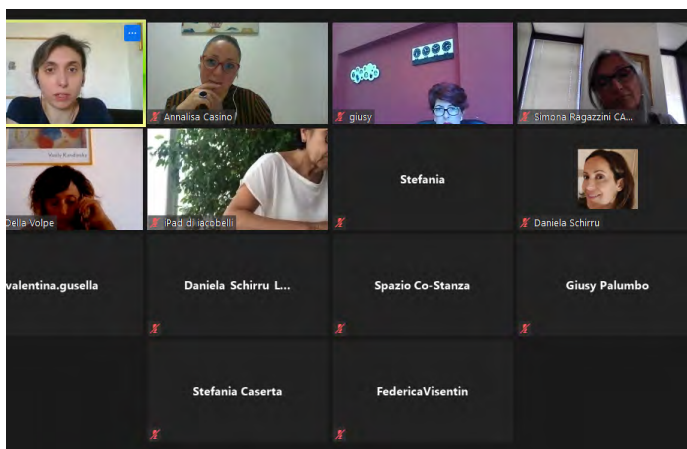 Annalisa Casino
giusy
Simona Ragazzini CA...
Della Volpe
iPad di iacobelli
Stefania
Daniela Schirru
valentina.gusella
Daniela Schirru L...
Spazio Co-Stanza
Giusy Palumbo
Stefania Caserta
FedericaVisentin